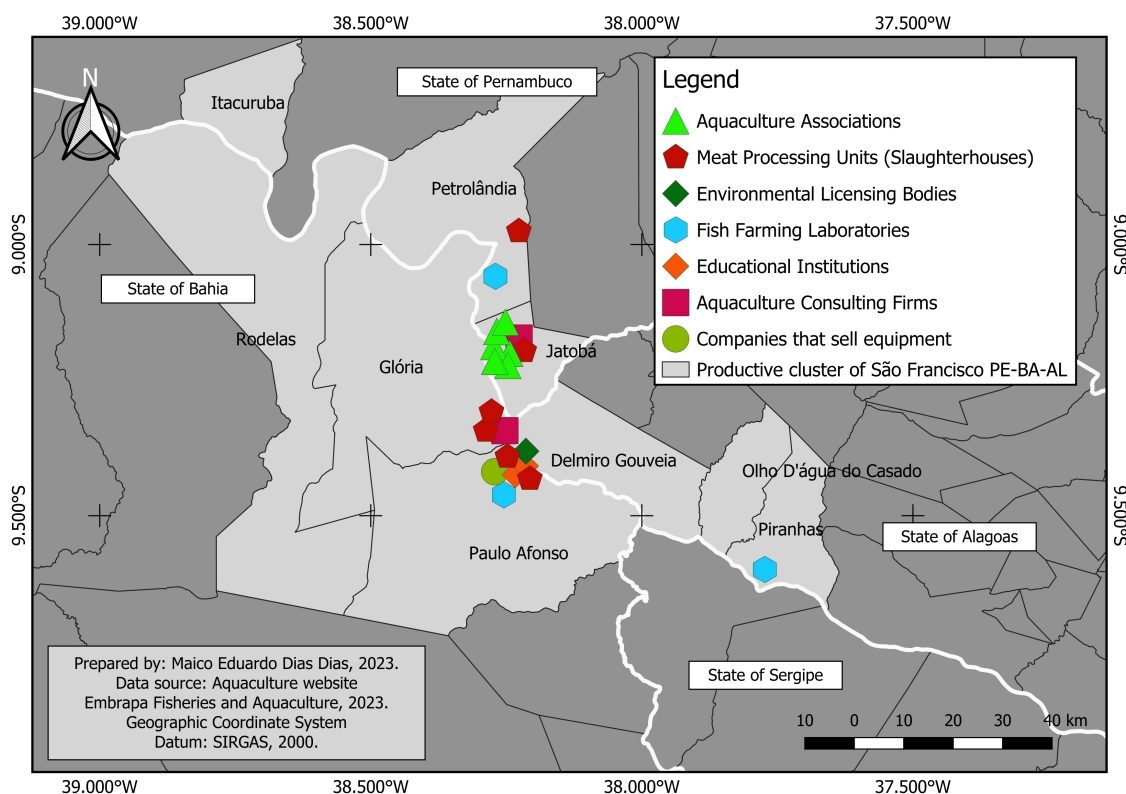 39.000°W 38.500°W 38.000°W 37.500°W
N
Itacuruba
State of Pernambuco
Legend
Aquaculture Associations
Meat Processing Units (Slaughterhouses)
Environmental Licensing Bodies
Fish Farming Laboratories
Educational Institutions
Aquaculture Consulting Firms
Companies that sell equipment
Productive cluster of São Francisco PE-BA-AL
Petrolândia
9.000°S
9.000°S
State of Bahia
Rodelas
Glória
Jatobá
Delmiro Gouveia
Olho D'água do Casado
9.500°S
9.500°S
Piranhas
State of Alagoas
Paulo Afonso
Prepared by: Maico Eduardo Dias Dias, 2023.
Data source: Aquaculture website
Embrapa Fisheries and Aquaculture, 2023.
Geographic Coordinate System
Datum: SIRGAS, 2000.
State of Sergipe
10 0 10 20 30 40 km
39.000°W 38.500°W 38.000°W 37.500°W